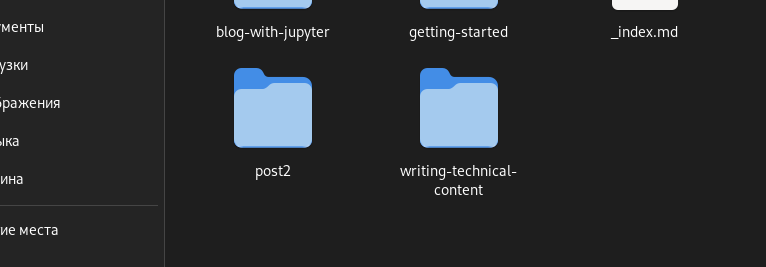 ументы
узки
бражения
ыка
ина
ие места
blog-with-jupyter
getting-started
_index.md
post2
writing-technical-
content